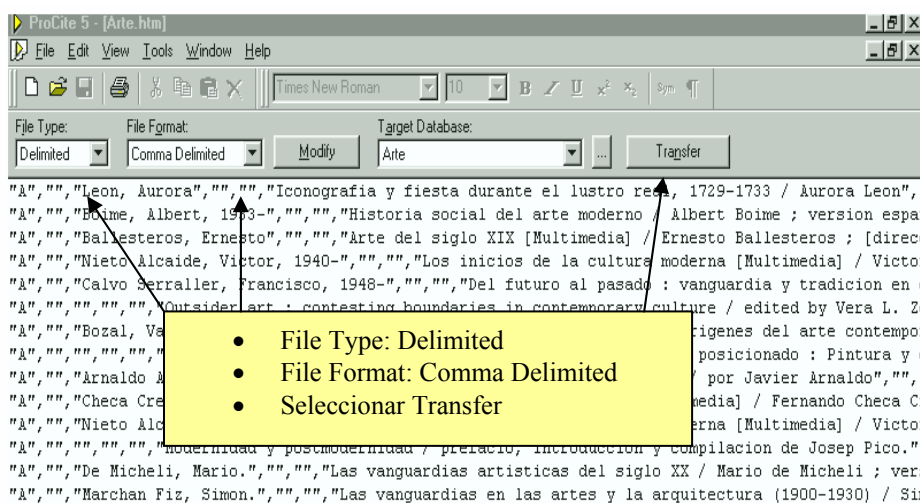 ProCite 5 - [Arte.htm]
File Edit View Tools Window Help
Times New Roman 10 B Z U x² x₂ Sym ¶
File Type: File Format: Target Database:
Delimited Comma Delimited Modify Arte ... Transfer
"A","","Leon, Aurora","","","Iconografia y fiesta durante el lustro real, 1729-1733 / Aurora Leon",
"A","","Boime, Albert, 1933-","","","Historia social del arte moderno / Albert Boime ; version espa
"A","","Ballesteros, Ernesto","","","Arte del siglo XIX [Multimedia] / Ernesto Ballesteros ; [direc
"A","","Nieto Alcaide, Victor, 1940-","","","Los inicios de la cultura moderna [Multimedia] / Victo
"A","","Calvo Serraller, Francisco, 1948-","","","Del futuro al pasado : vanguardia y tradicion en
"A","","","","","Outsider art : contesting boundaries in contemporary culture / edited by Vera L. Z
"A","","Bozal, Va rigenes del arte contempo
"A","","","","," posicionado : Pintura y
"A","","Arnaldo / por Javier Arnaldo","",
"A","","Checa Cre media] / Fernando Checa C
"A","","Nieto Alc erna [Multimedia] / Victo
"A","","","","","Modernidad y postmodernidad / prefacio, introduccion y compilacion de Josep Pico."
"A","","De Micheli, Mario.","","","Las vanguardias artisticas del siglo XX / Mario de Micheli ; ver
"A","","Marchan Fiz, Simon.","","","Las vanguardias en las artes y la arquitectura (1900-1930) / Si
• File Type: Delimited
• File Format: Comma Delimited
• Seleccionar Transfer